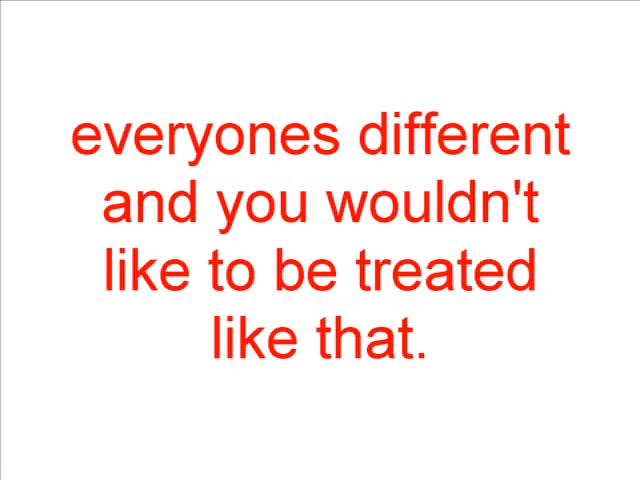 everyones different
and you wouldn't
like to be treated
like that.